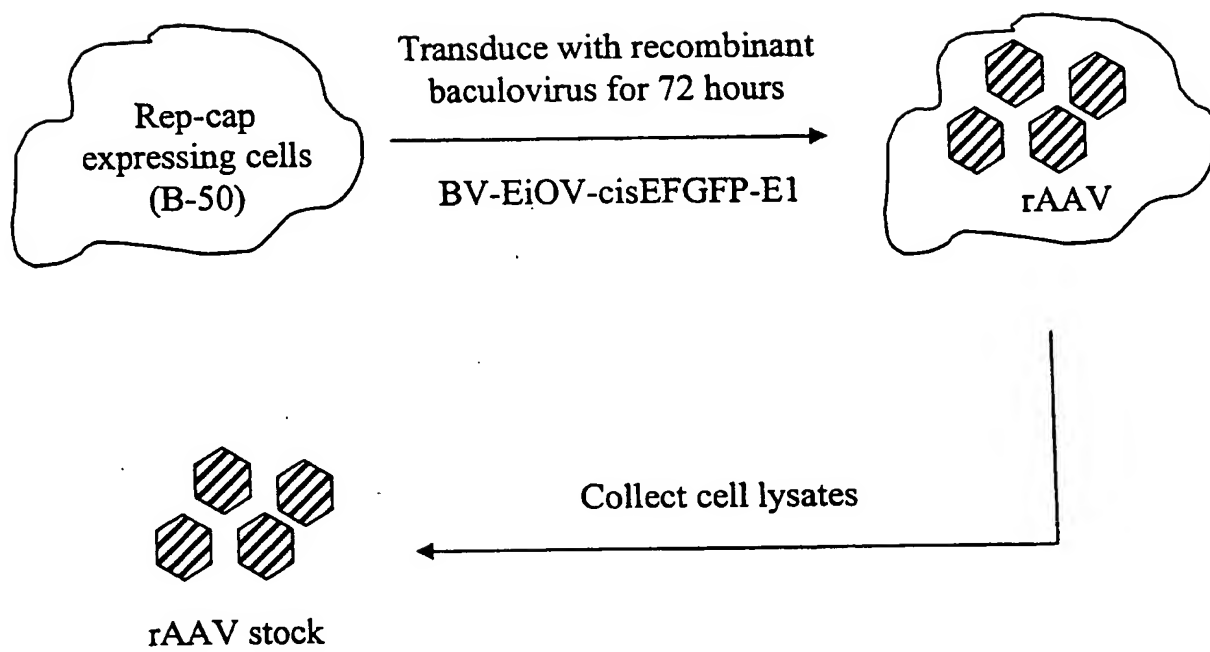 Rep-cap
expressing cells
(B-50)
Transduce with recombinant
baculovirus for 72 hours
BV-EiOV-cisEFGFP-E1
rAAV
Collect cell lysates
rAAV stock